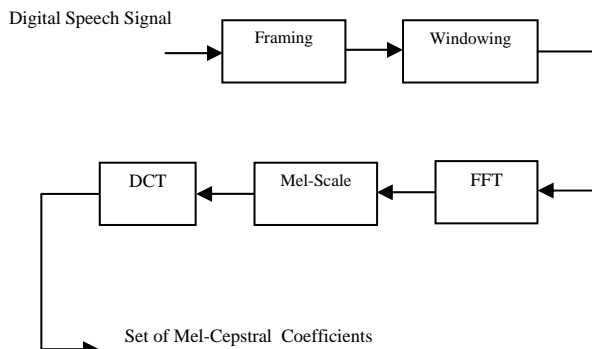 Digital Speech Signal
Framing
Windowing
FFT
Mel-Scale
DCT
Set of Mel-Cepstral Coefficients